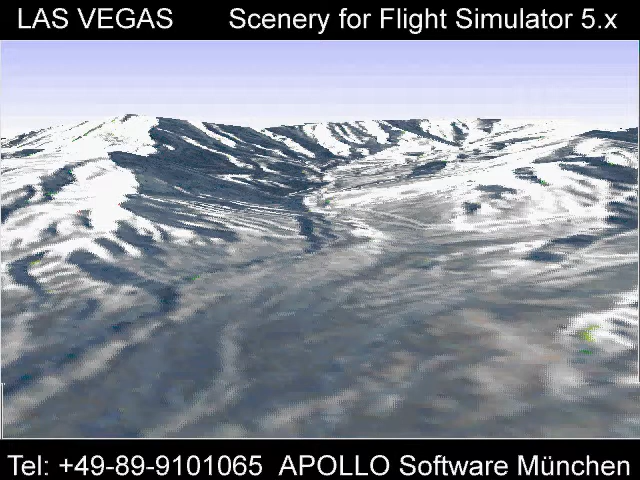 LAS VEGAS Scenery for Flight Simulator 5.x
Tel: +49-89-9101065 APOLLO Software München